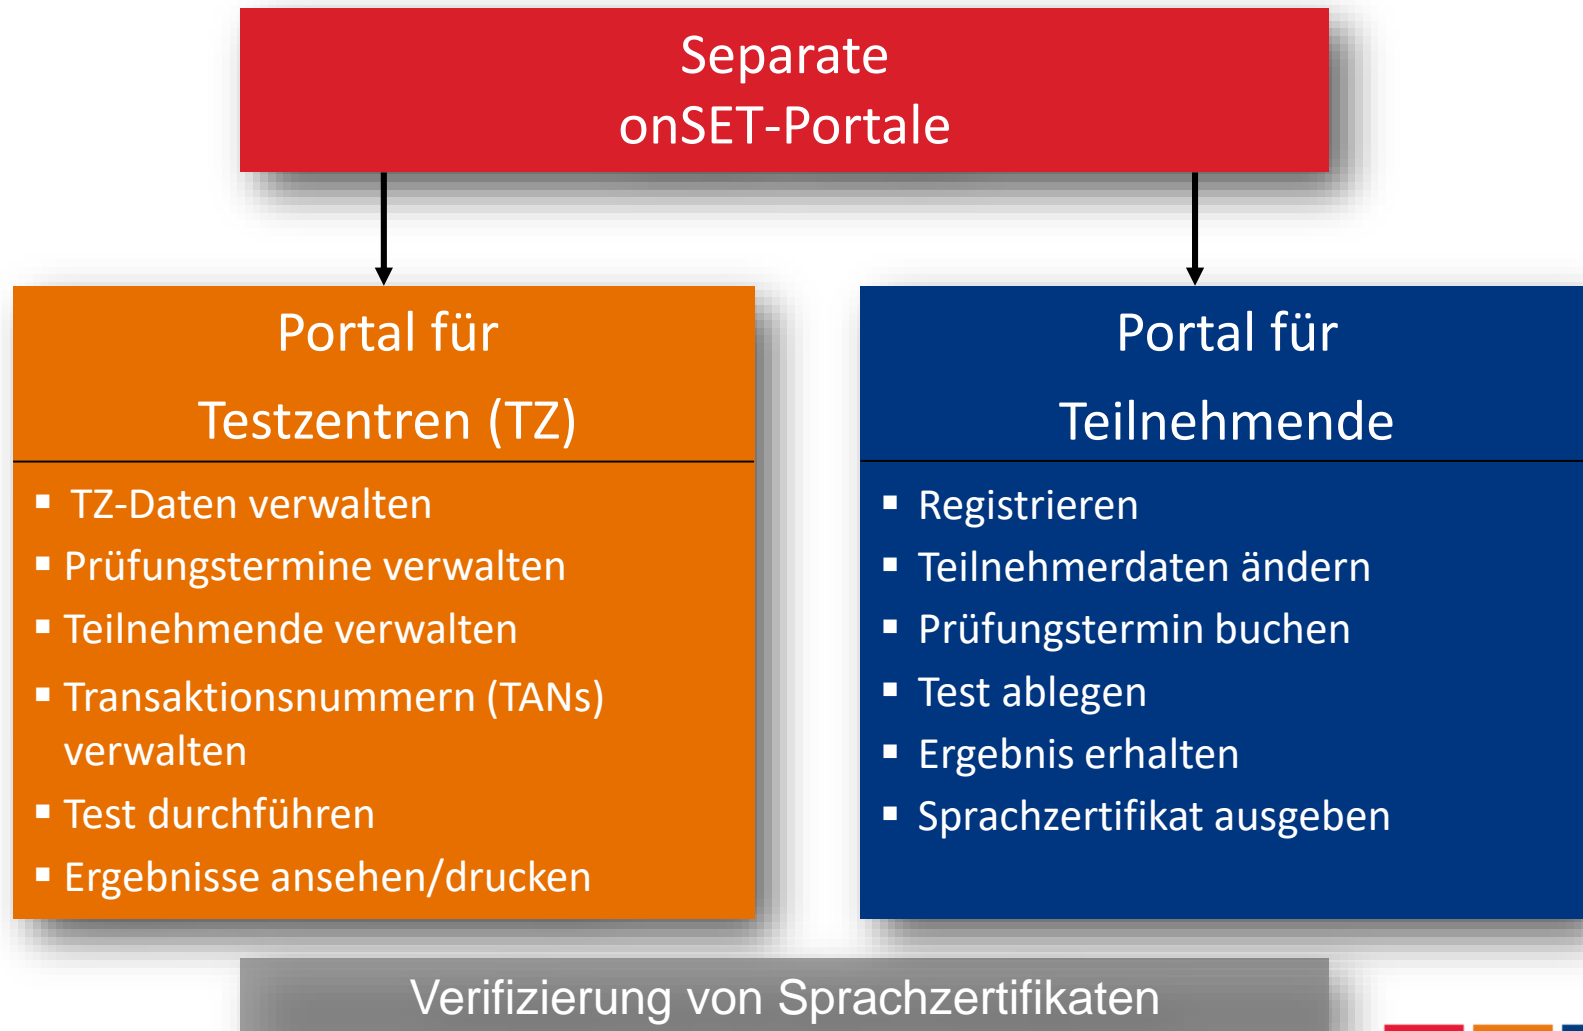 Separate
onSET-Portale
Portal für
Testzentren (TZ)
▪ TZ-Daten verwalten
▪ Prüfungstermine verwalten
▪ Teilnehmende verwalten
▪ Transaktionsnummern (TANs)
verwalten
▪ Test durchführen
▪ Ergebnisse ansehen/drucken
Portal für
Teilnehmende
▪ Registrieren
▪ Teilnehmerdaten ändern
▪ Prüfungstermin buchen
▪ Test ablegen
▪ Ergebnis erhalten
▪ Sprachzertifikat ausgeben
Verifizierung von Sprachzertifikaten